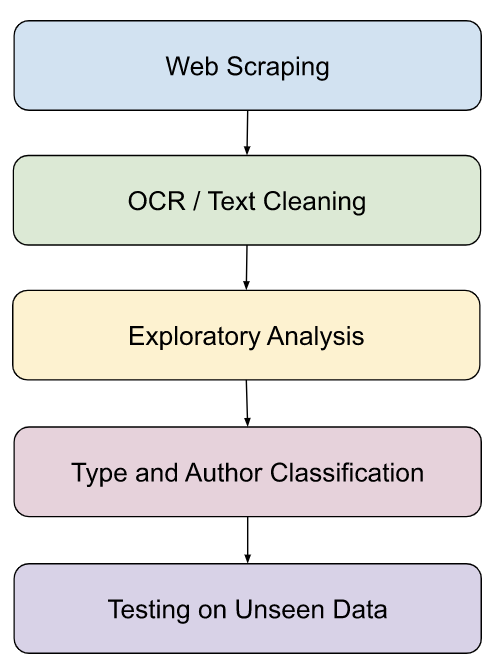 Web Scraping
OCR / Text Cleaning
Exploratory Analysis
Type and Author Classification
Testing on Unseen Data